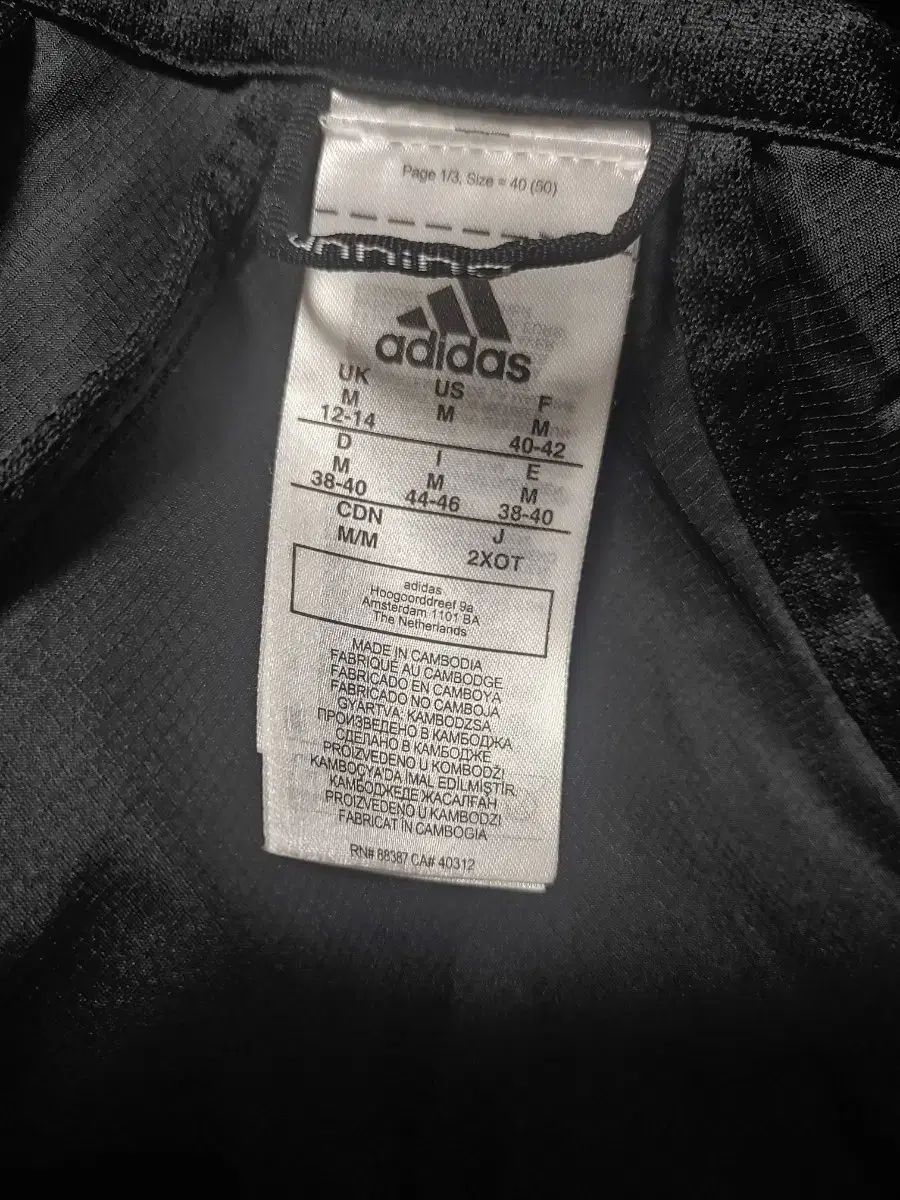 Page 1/3, Size = 40 (50)
adidas
UK US F
M M M
12-14 40-42
D I E
M M M
38-40 44-46 38-40
CDN J
M/M 2XOT
adidas
Hoogoorddreef 9a
Amsterdam 1101 BA
The Netherlands
MADE IN CAMBODIA
FABRIQUÉ AU CAMBODGE
FABRICADO EN CAMBOYA
FABRICADO NO CAMBOJA
GYÁRTVA: KAMBODZSA
ПРОИЗВЕДЕНО В КАМБОДЖА
СДЕЛАНО В КАМБОДЖЕ
PROIZVEDENO U KOMBODŽI
KAMBOÇYA'DA İMAL EDİLMİŞTİR
КАМБОДЖЕДЕ ЖАСАЛҒАН
PROIZVEDENO U KAMBODZI
FABRICAT ÎN CAMBOGIA
RN# 88387 CA# 40312